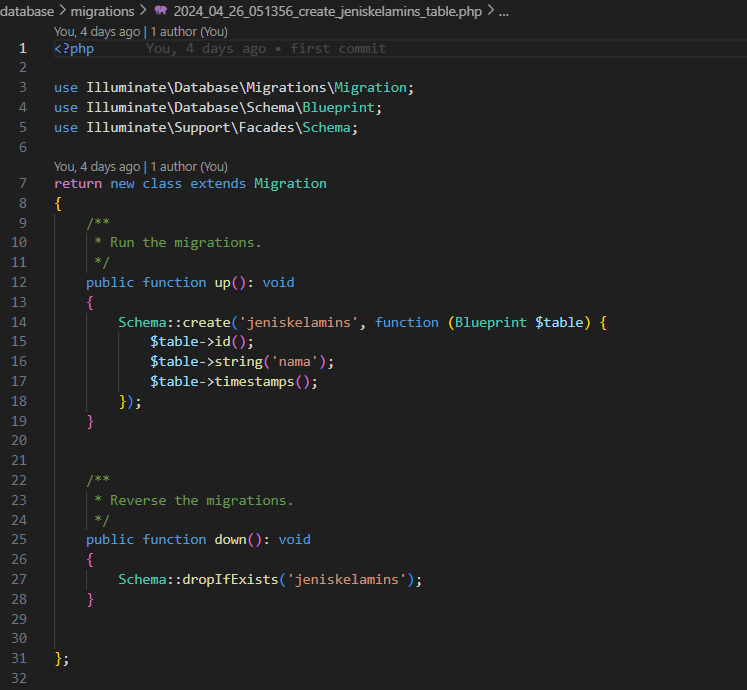 database > migrations > 2024_04_26_051356_create_jeniskelamins_table.php > ...
You, 4 days ago | 1 author (You)
1 <?php You, 4 days ago • first commit
2
3 use Illuminate\Database\Migrations\Migration;
4 use Illuminate\Database\Schema\Blueprint;
5 use Illuminate\Support\Facades\Schema;
6
You, 4 days ago | 1 author (You)
7 return new class extends Migration
8 {
9     /**
10      * Run the migrations.
11      */
12     public function up(): void
13     {
14         Schema::create('jeniskelamins', function (Blueprint $table) {
15             $table->id();
16             $table->string('nama');
17             $table->timestamps();
18         });
19     }
20
21
22     /**
23      * Reverse the migrations.
24      */
25     public function down(): void
26     {
27         Schema::dropIfExists('jeniskelamins');
28     }
29
30
31 };
32